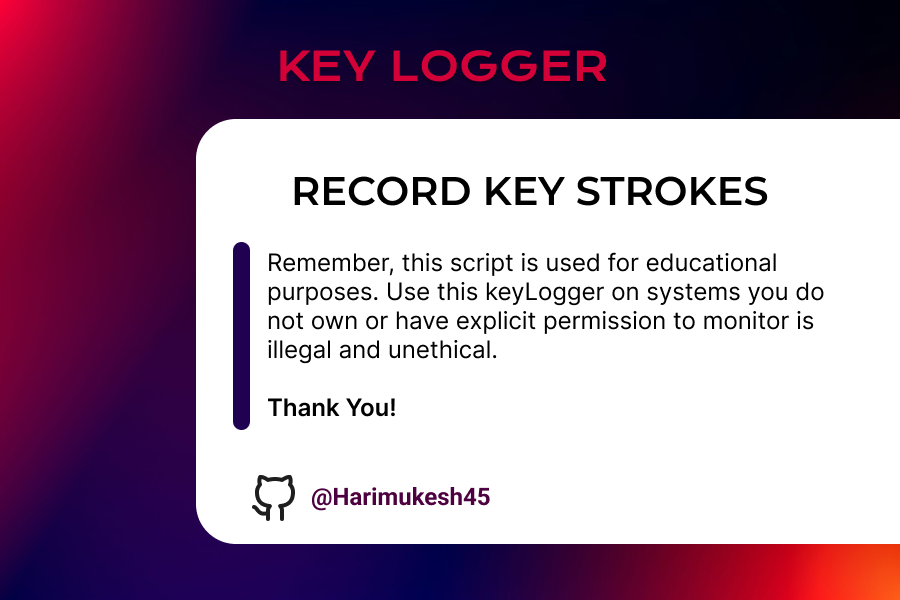 KEY LOGGER
RECORD KEY STROKES
Remember, this script is used for educational
purposes. Use this keyLogger on systems you do
not own or have explicit permission to monitor is
illegal and unethical.
Thank You!
@Harimukesh45